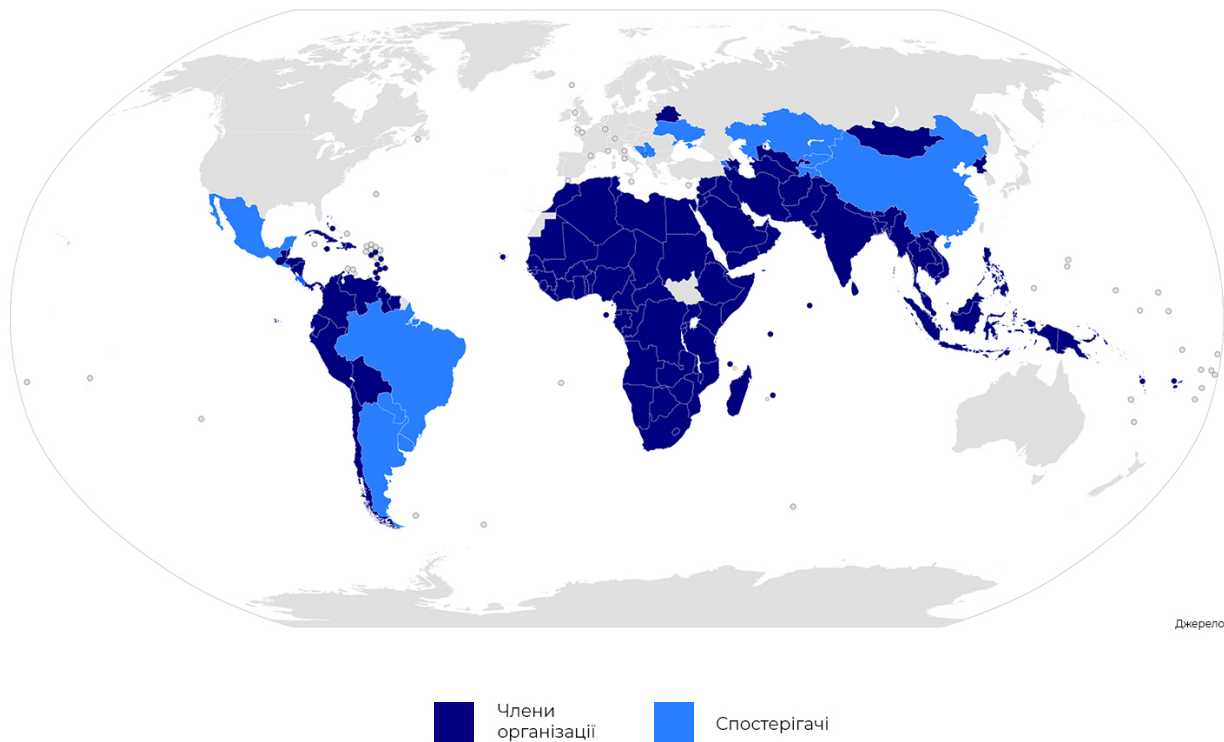 Джерело
Члени
організації
Спостерігачі